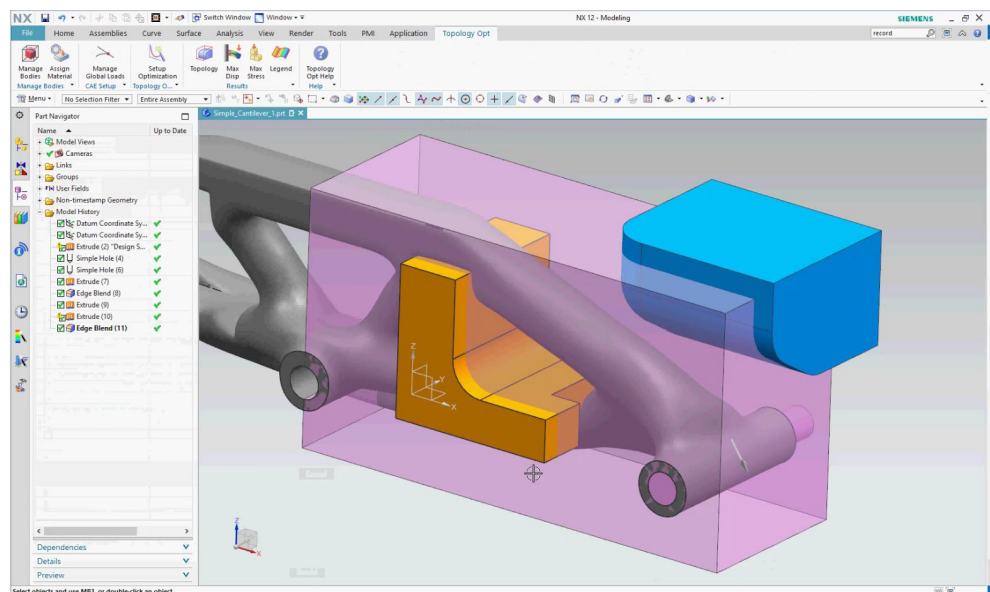 NX
Switch Window Window
NX 12 - Modeling
SIEMENS
File Home Assemblies Curve Surface Analysis View Render Tools PMI Application Topology Opt
record
Manage Bodies
Assign Material
Manage Global Loads
Setup Optimization
Topology
Max Disp
Max Stress
Legend
Topology Opt Help
Manage Bodies CAE Setup Topology O... Results Help
Menu No Selection Filter Entire Assembly
Part Navigator
Simple_Cantilever_1.prt
Name Up to Date
Model Views
Cameras
Links
Groups
User Fields
Non-timestamp Geometry
Model History
Datum Coordinate Sy...
Datum Coordinate Sy...
Extrude (2) "Design S...
Simple Hole (4)
Simple Hole (6)
Extrude (7)
Edge Blend (8)
Extrude (9)
Extrude (10)
Edge Blend (11)
Z
Y
X
Z
X
Dependencies
Details
Preview
Select objects and use MB3, or double-click an object